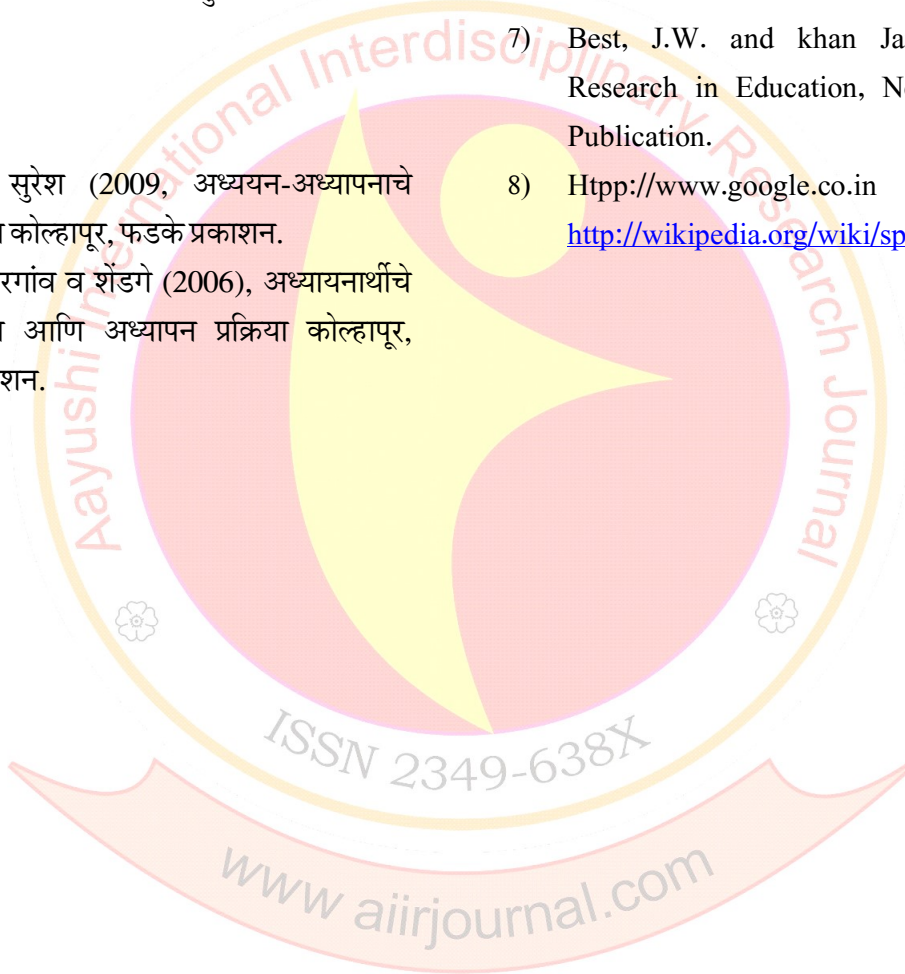 सुरेश (2009, अध्ययन-अध्यापनाचे
कोल्हापूर, फडके प्रकाशन.
व शेंडगे (2006), अध्यायनार्थीचे
आणि अध्यापन प्रक्रिया कोल्हापूर,
7) Best, J.W. and khan Ja
Research in Education, N
Publication.
8) Htpp://www.google.co.in
http://wikipedia.org/wiki/sp
Aayushi International Interdisciplinary Research Journal
ISSN 2349-638X
www aiirjournal.com